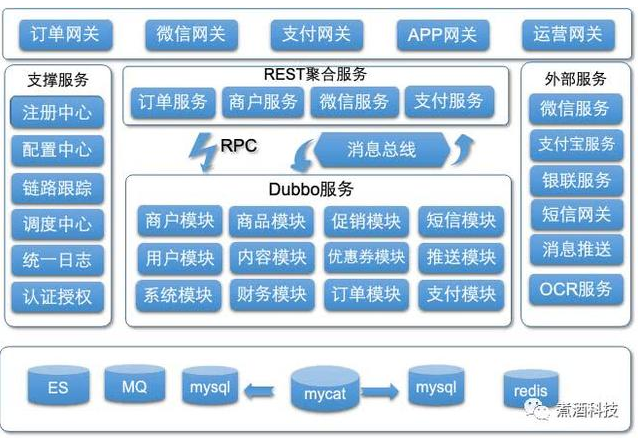 订单网关 微信网关 支付网关 APP网关 运营网关
支撑服务
注册中心
配置中心
链路跟踪
调度中心
统一日志
认证授权
REST聚合服务
订单服务 商户服务 微信服务 支付服务
RPC
消息总线
Dubbo服务
商户模块 商品模块 促销模块 短信模块
用户模块 内容模块 优惠券模块 推送模块
系统模块 财务模块 订单模块 支付模块
外部服务
微信服务
支付宝服务
银联服务
短信网关
消息推送
OCR服务
ES MQ mysql mycat mysql redis
煮酒科技